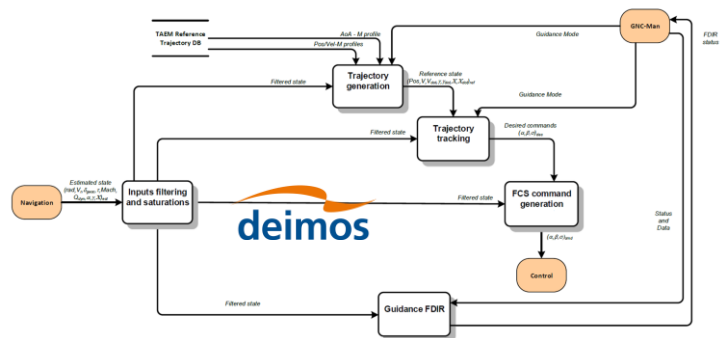 TAEM Reference
Trajectory DB
AoA - M profile
Pos/Vel-M profiles
Guidance Mode
GNC-Man
FDIR
status
Filtered state
Trajectory
generation
Reference state
Guidance Mode
Filtered state
Trajectory
tracking
Desired commands
Estimated state
Navigation
Inputs filtering
and saturations
Filtered state
FCS command
generation
deimos
Status
and
Data
Control
Filtered state
Guidance FDIR